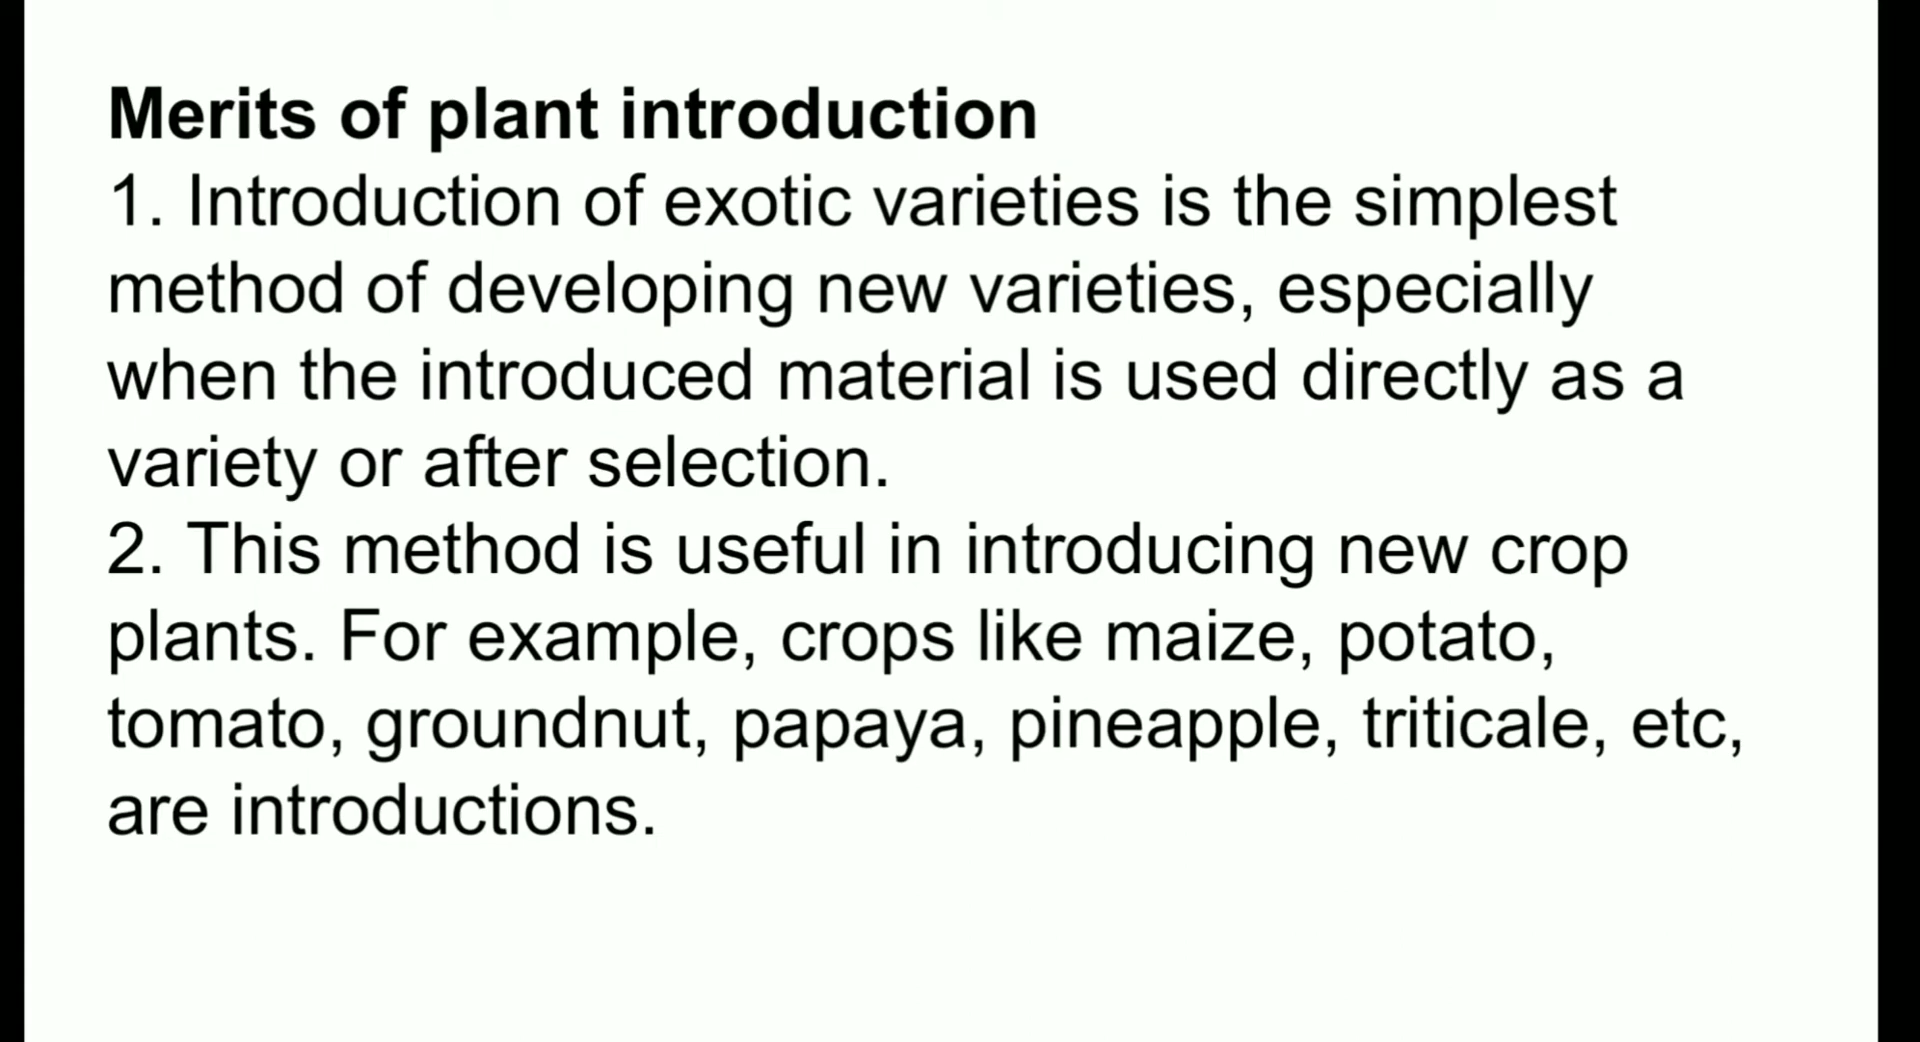 Merits of plant introduction
1. Introduction of exotic varieties is the simplest
method of developing new varieties, especially
when the introduced material is used directly as a
variety or after selection.
2. This method is useful in introducing new crop
plants. For example, crops like maize, potato,
tomato, groundnut, papaya, pineapple, triticale, etc,
are introductions.